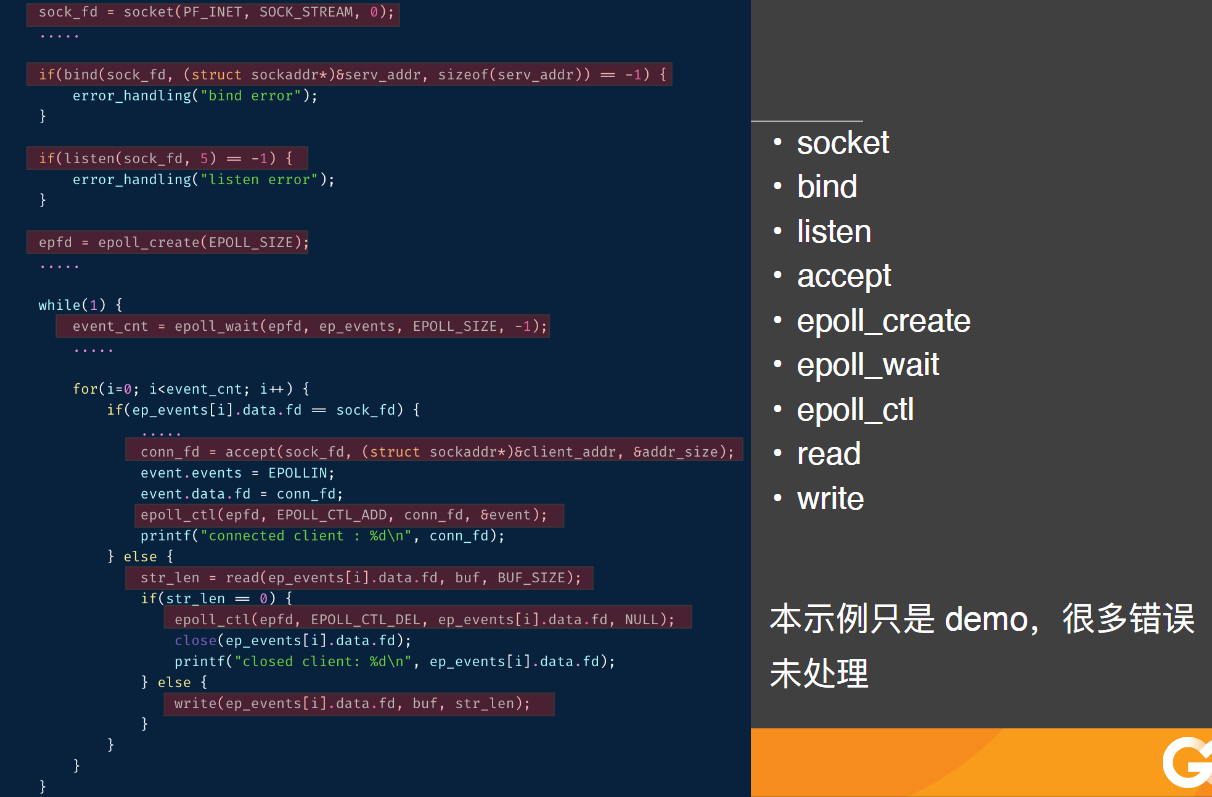 sock_fd = socket(PF_INET, SOCK_STREAM, 0);
.....
if(bind(sock_fd, (struct sockaddr*)&serv_addr, sizeof(serv_addr)) == -1) {
error_handling("bind error");
}
if(listen(sock_fd, 5) == -1) {
error_handling("listen error");
}
epfd = epoll_create(EPOLL_SIZE);
.....
while(1) {
event_cnt = epoll_wait(epfd, ep_events, EPOLL_SIZE, -1);
.....
for(i=0; i<event_cnt; i++) {
if(ep_events[i].data.fd == sock_fd) {
.....
conn_fd = accept(sock_fd, (struct sockaddr*)&client_addr, &addr_size);
event.events = EPOLLIN;
event.data.fd = conn_fd;
epoll_ctl(epfd, EPOLL_CTL_ADD, conn_fd, &event);
printf("connected client : %d\n", conn_fd);
} else {
str_len = read(ep_events[i].data.fd, buf, BUF_SIZE);
if(str_len == 0) {
epoll_ctl(epfd, EPOLL_CTL_DEL, ep_events[i].data.fd, NULL);
close(ep_events[i].data.fd);
printf("closed client: %d\n", ep_events[i].data.fd);
} else {
write(ep_events[i].data.fd, buf, str_len);
}
}
}
}
• socket
• bind
• listen
• accept
• epoll_create
• epoll_wait
• epoll_ctl
• read
• write
本示例只是 demo，很多错误
未处理
G